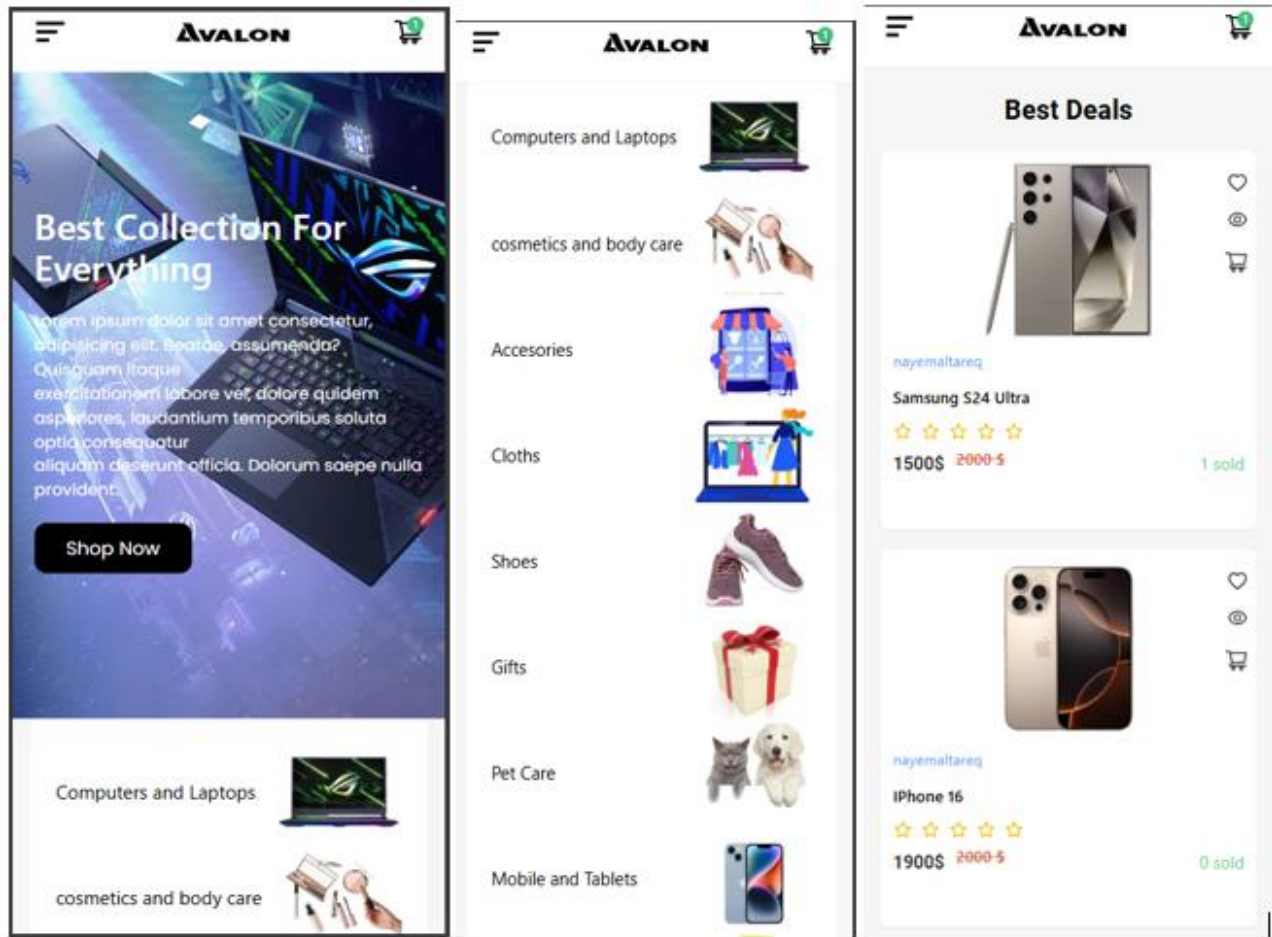 AVALON
1
Best Collection For
Everything
Lorem ipsum dolor sit amet consectetur,
adipisicing elit. Beatae, assumenda?
Quisquam itaque
exercitationem labore vel, dolore quidem
asperiores, laudantium temporibus soluta
optio consequatur
aliquam deserunt officia. Dolorum saepe nulla
provident.
Shop Now
Computers and Laptops
cosmetics and body care
AVALON
1
Computers and Laptops
cosmetics and body care
Accesories
Cloths
Shoes
Gifts
Pet Care
Mobile and Tablets
AVALON
1
Best Deals
nayemaltareq
Samsung S24 Ultra
1500$ 2000 $ 1 sold
nayemaltareq
IPhone 16
1900$ 2000 $ 0 sold